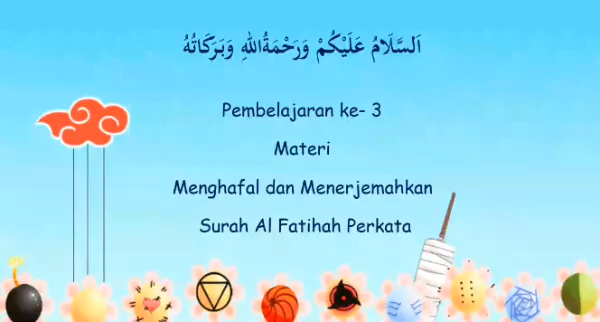 اَلسَّلَامُ عَلَيْكُمْ وَرَحْمَةُاللهِ وَبَرَكَاتُهُ
Pembelajaran ke- 3
Materi
Menghafal dan Menerjemahkan
Surah Al Fatihah Perkata